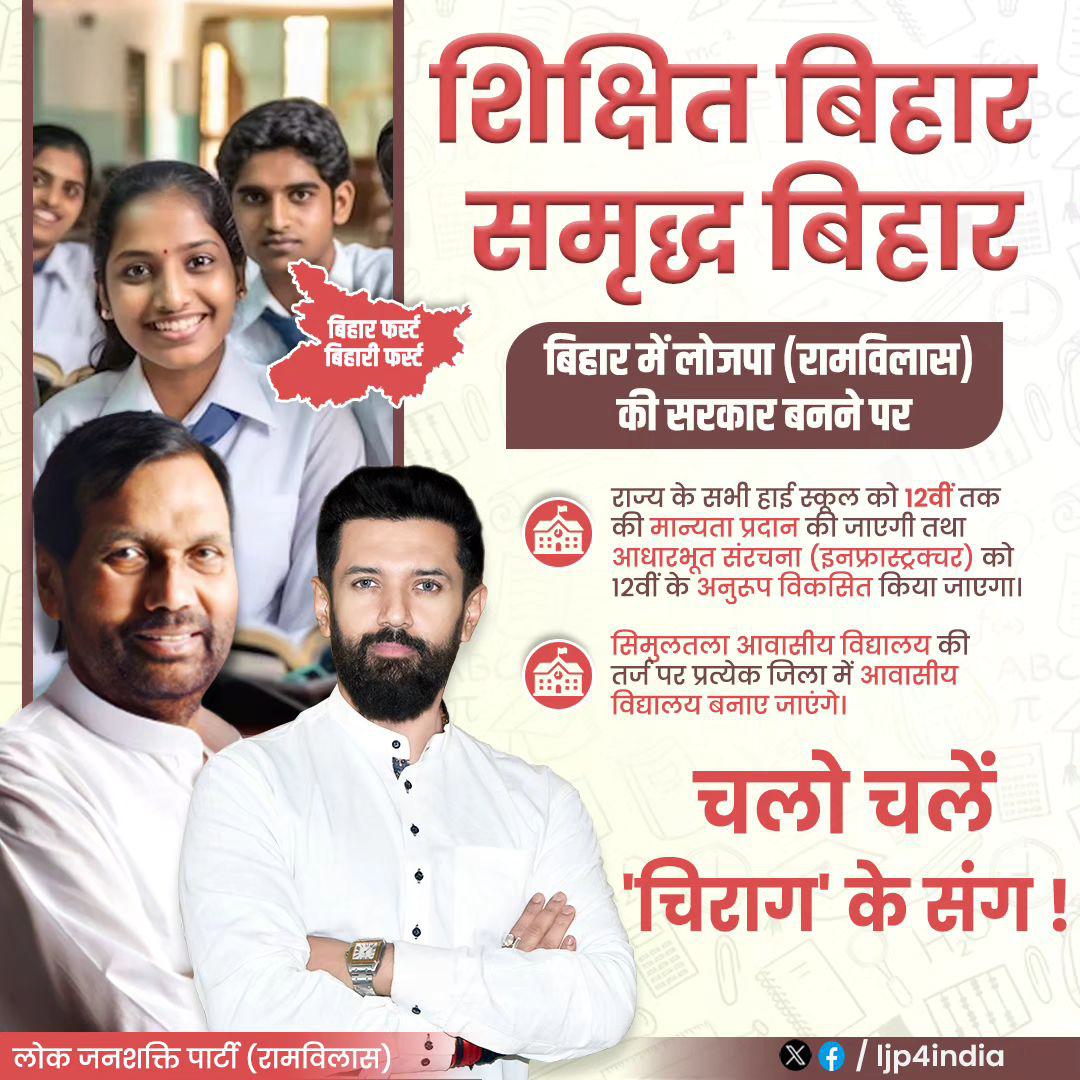 शिक्षित बिहार
समृद्ध बिहार
बिहार फर्स्ट
बिहारी फर्स्ट
बिहार में लोजपा (रामविलास)
की सरकार बनने पर
राज्य के सभी हाई स्कूल को 12वीं तक
की मान्यता प्रदान की जाएगी तथा
आधारभूत संरचना (इनफ्रास्ट्रक्चर) को
12वीं के अनुरूप विकसित किया जाएगा।
सिमुलतला आवासीय विद्यालय की
तर्ज पर प्रत्येक जिला में आवासीय
विद्यालय बनाए जाएंगे।
चलो चलें
'चिराग' के संग !
लोक जनशक्ति पार्टी (रामविलास)
/ ljp4india